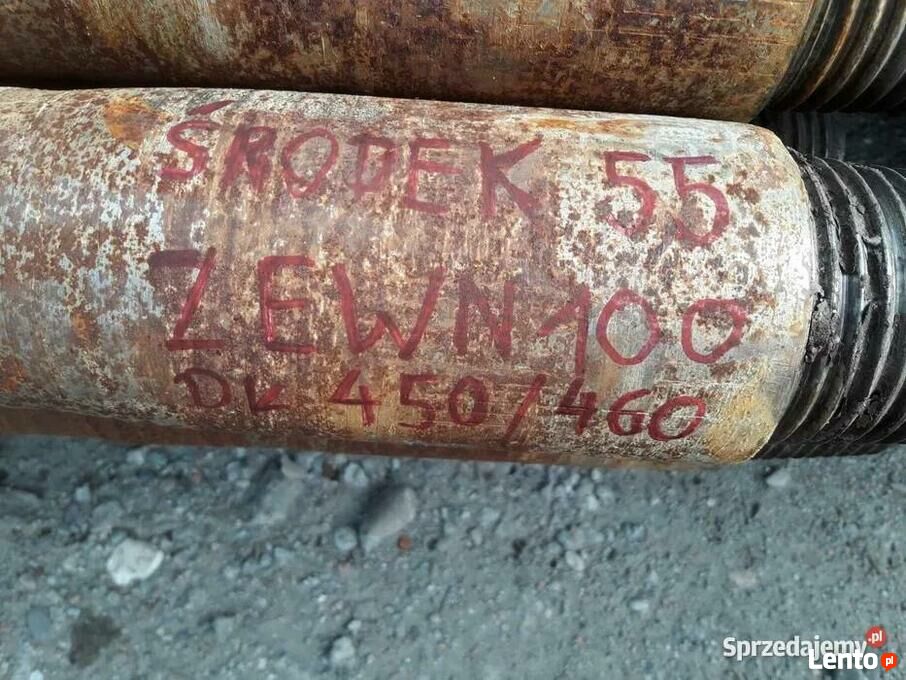 ŚRODEK 55
ZEWN 100
DŁ 450/460
Sprzedajemy.pl
Lento.pl